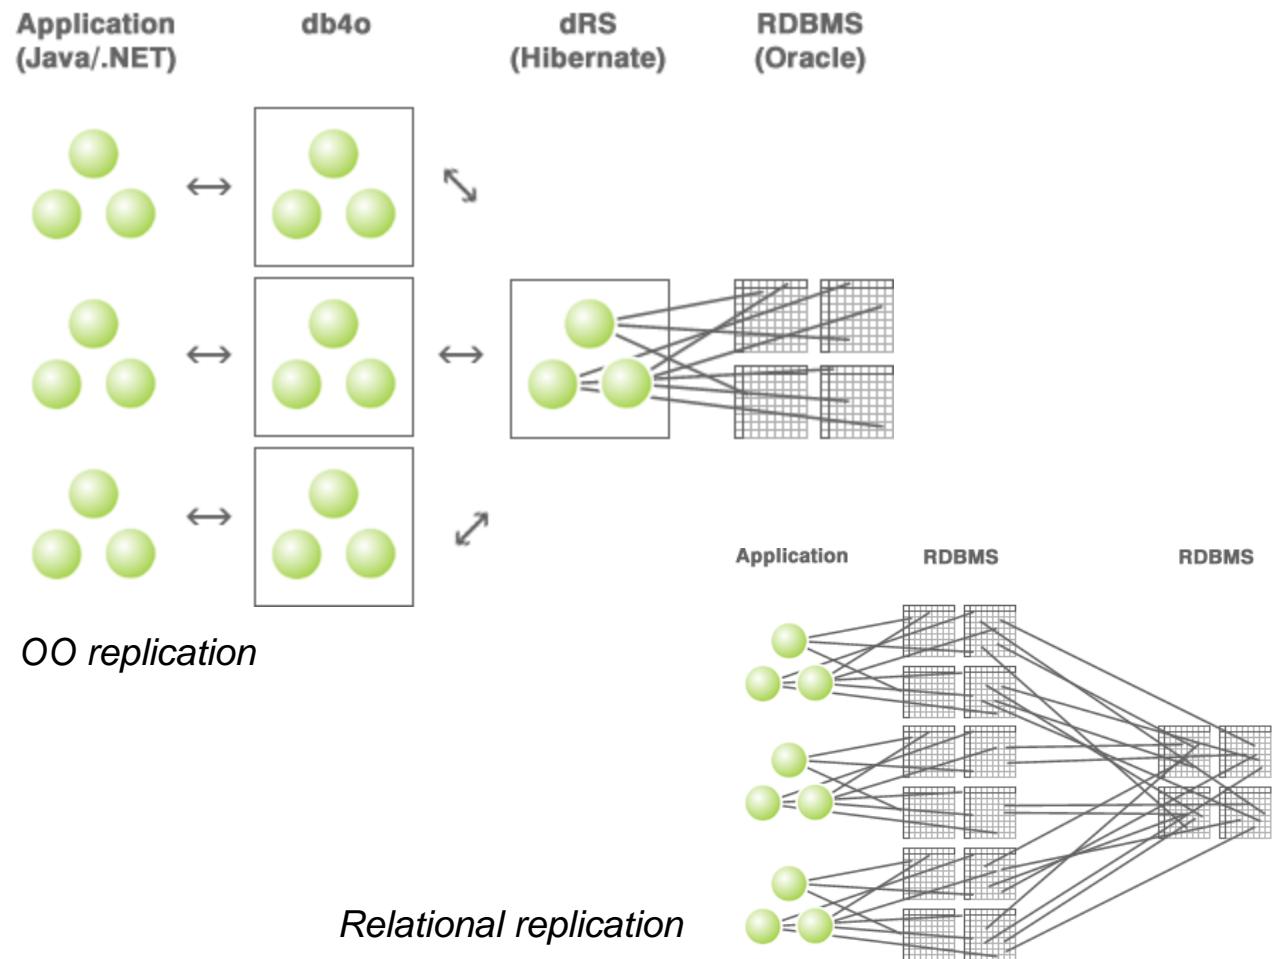 Application
(Java/.NET)
db4o
dRS
(Hibernate)
RDBMS
(Oracle)
OO replication
Application
RDBMS
RDBMS
Relational replication